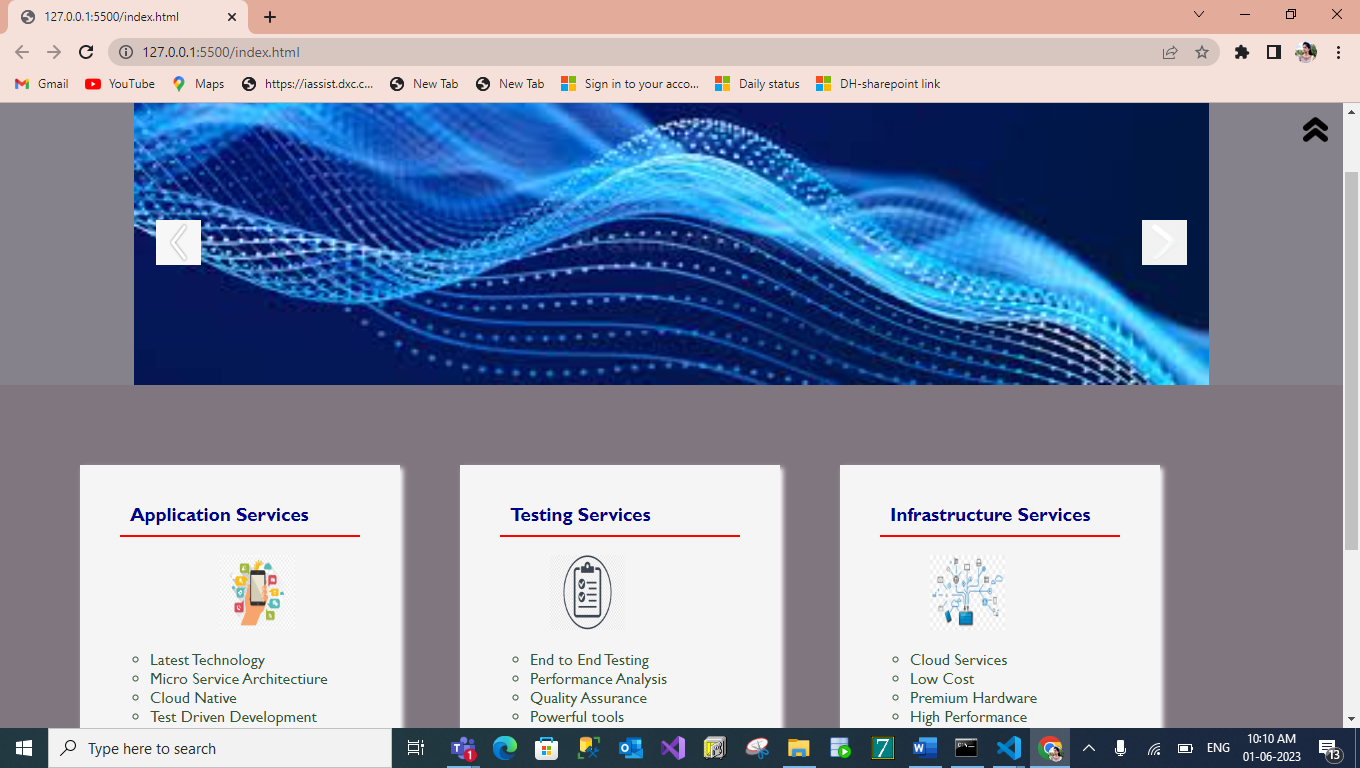 127.0.0.1:5500/index.html
127.0.0.1:5500/index.html
Gmail YouTube Maps https://iassist.dxc.c... New Tab New Tab Sign in to your acco... Daily status DH-sharepoint link
Application Services
Latest Technology
Micro Service Architectiure
Cloud Native
Test Driven Development
Testing Services
End to End Testing
Performance Analysis
Quality Assurance
Powerful tools
Infrastructure Services
Cloud Services
Low Cost
Premium Hardware
High Performance
Type here to search
1
7
ENG
10:10 AM
01-06-2023
13